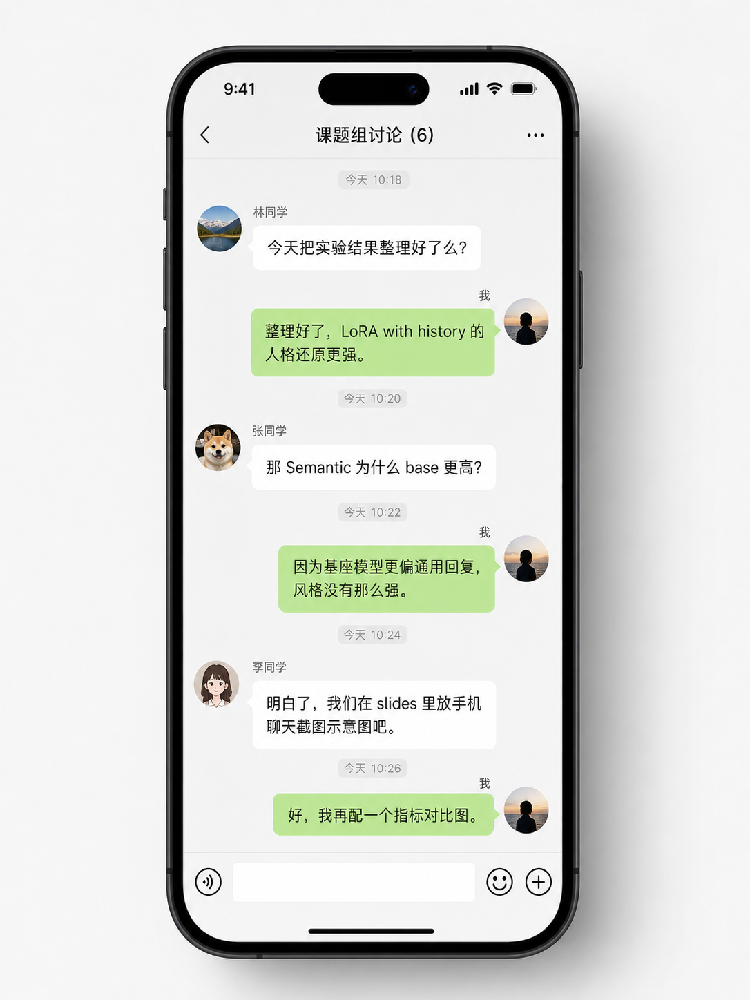 9:41
课题组讨论 (6)
今天 10:18
林同学
今天把实验结果整理好了么?
我
整理好了，LoRA with history 的
人格还原更强。
今天 10:20
张同学
那 Semantic 为什么 base 更高?
今天 10:22
我
因为基座模型更偏通用回复，
风格没有那么强。
今天 10:24
李同学
明白了，我们在 slides 里放手机
聊天截图示意图吧。
今天 10:26
我
好，我再配一个指标对比图。